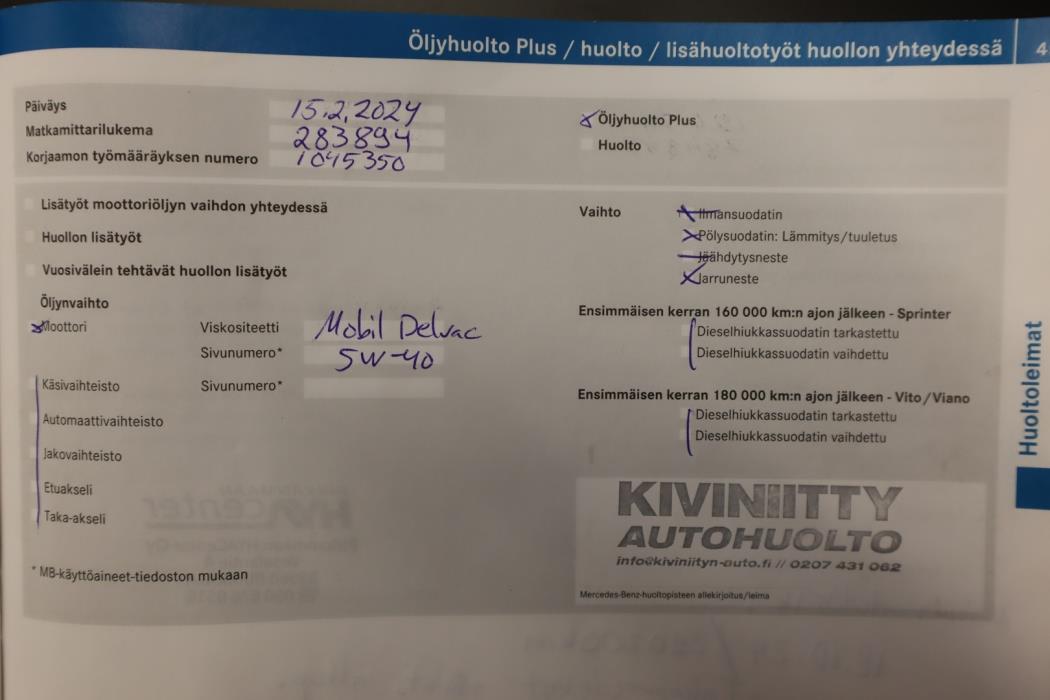 Öljyhuolto Plus / huolto / lisähuoltotyöt huollon yhteydessä 4
Päiväys 15.2.2024
Matkamittarilukema 283894
Korjaamon työmääräyksen numero 1045350
Öljyhuolto Plus
Huolto
Lisätyöt moottoriöljyn vaihdon yhteydessä
Huollon lisätyöt
Vuosivälein tehtävät huollon lisätyöt
Öljynvaihto
Moottori Viskositeetti Mobil Delvac
Sivunumero* 5W-40
Käsivaihteisto Sivunumero*
Automaattivaihteisto
Jakovaihteisto
Etuakseli
Taka-akseli
* MB-käyttöaineet-tiedoston mukaan
Vaihto Ilmansuodatin
Pölysuodatin: Lämmitys/tuuletus
Jäähdytysneste
Jarruneste
Ensimmäisen kerran 160 000 km:n ajon jälkeen - Sprinter
Dieselhiukkassuodatin tarkastettu
Dieselhiukkassuodatin vaihdettu
Ensimmäisen kerran 180 000 km:n ajon jälkeen - Vito/Viano
Dieselhiukkassuodatin tarkastettu
Dieselhiukkassuodatin vaihdettu
KIVINIITTY
AUTOHUOLTO
info@kiviniityn-auto.fi // 0207 431 062
Mercedes-Benz-huoltopisteen allekirjoitus/leima
Huoltoleimat